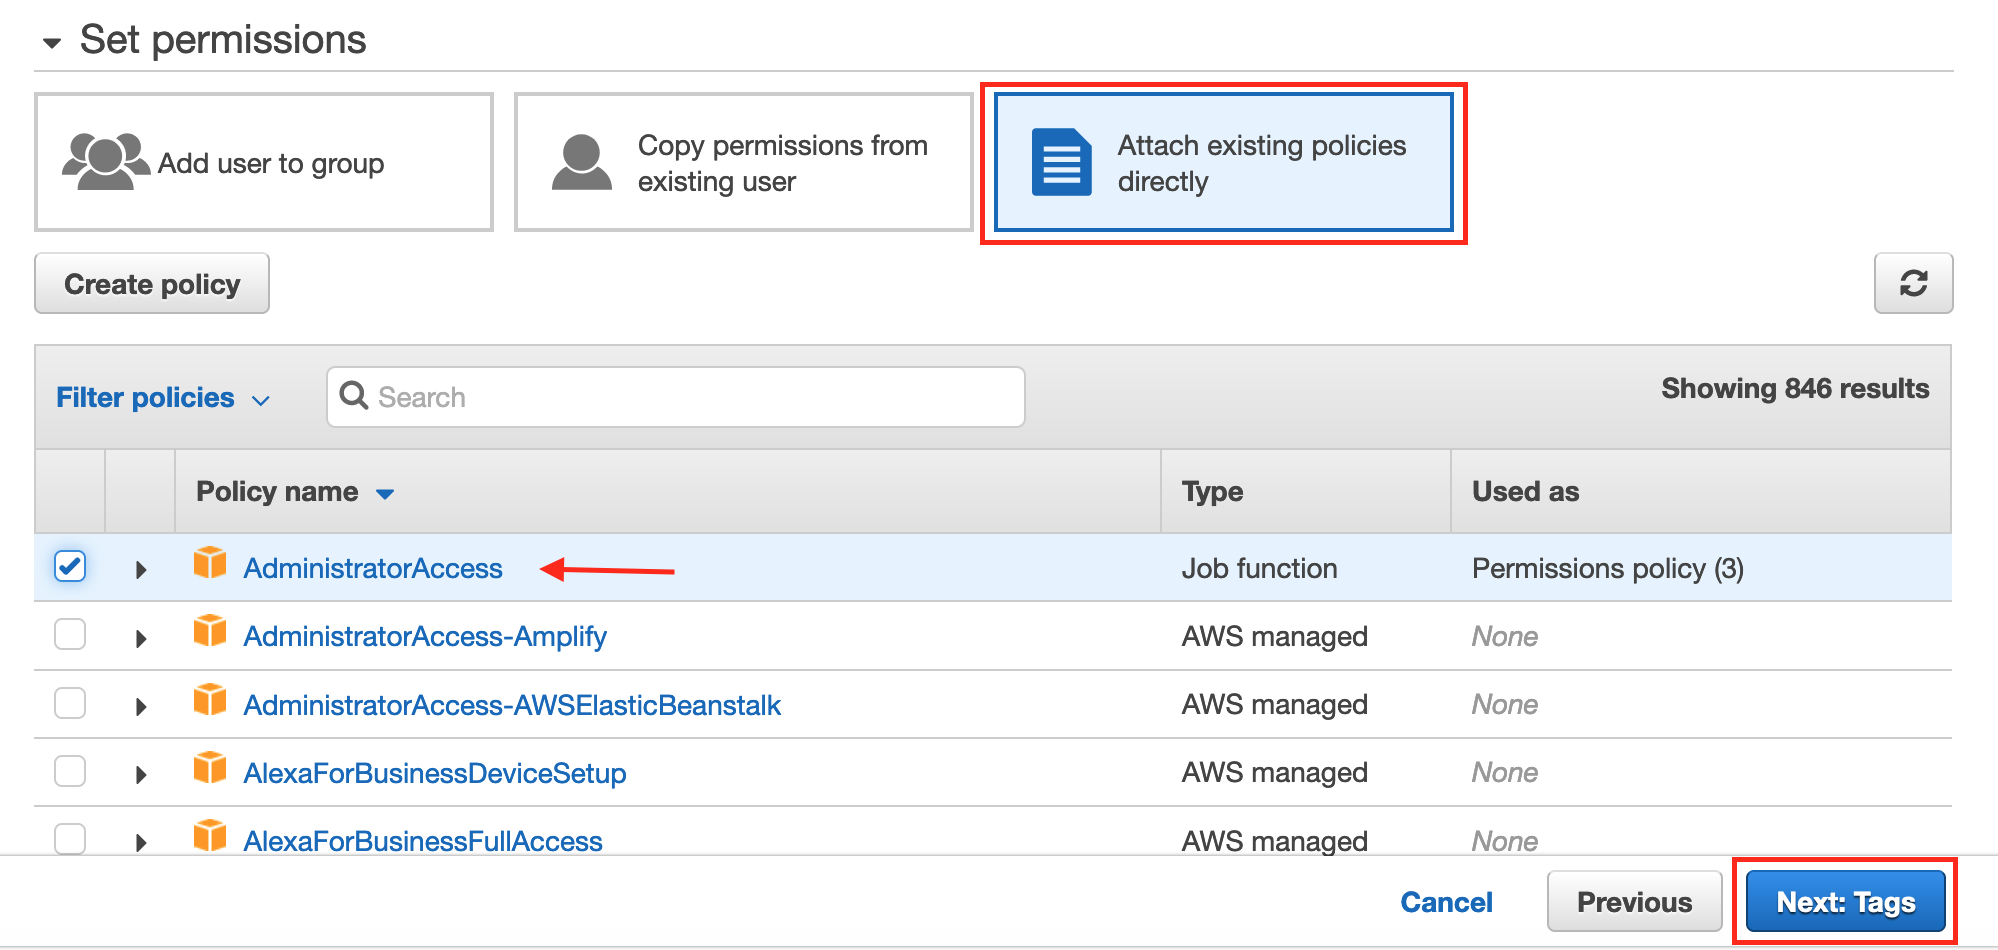 Set permissions
Add user to group
Copy permissions from
existing user
Attach existing policies
directly
Create policy
Filter policies
Search
Showing 846 results
Policy name
Type
Used as
AdministratorAccess
Job function
Permissions policy (3)
AdministratorAccess-Amplify
AWS managed
None
AdministratorAccess-AWSElasticBeanstalk
AWS managed
None
AlexaForBusinessDeviceSetup
AWS managed
None
AlexaForBusinessFullAccess
AWS managed
None
Cancel
Previous
Next: Tags